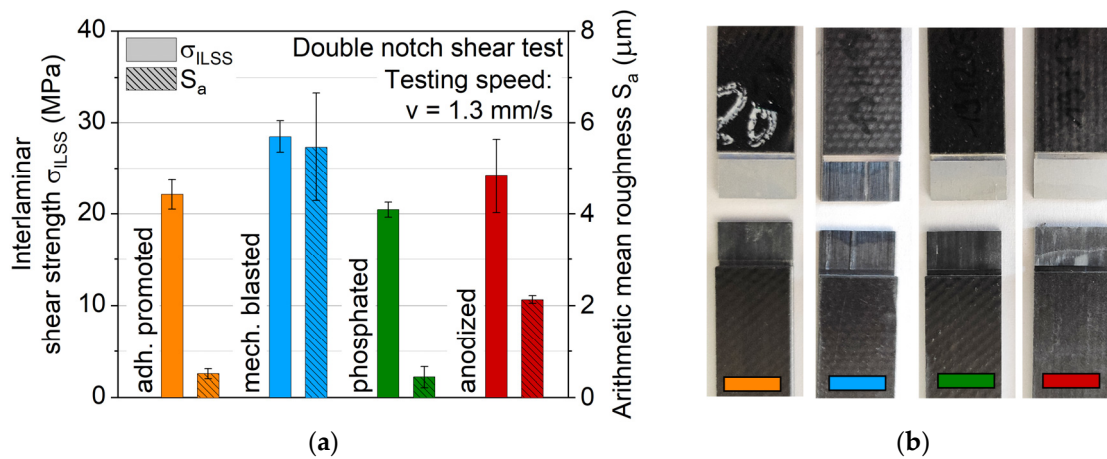 40
30
20
10
0
Interlaminar
shear strength σILSS (MPa)
σILSS
Sa
Double notch shear test
Testing speed:
v = 1.3 mm/s
adh. promoted
mech. blasted
phosphated
anodized
8
6
4
2
0
Arithmetic mean roughness Sa (µm)
20
(a)
(b)